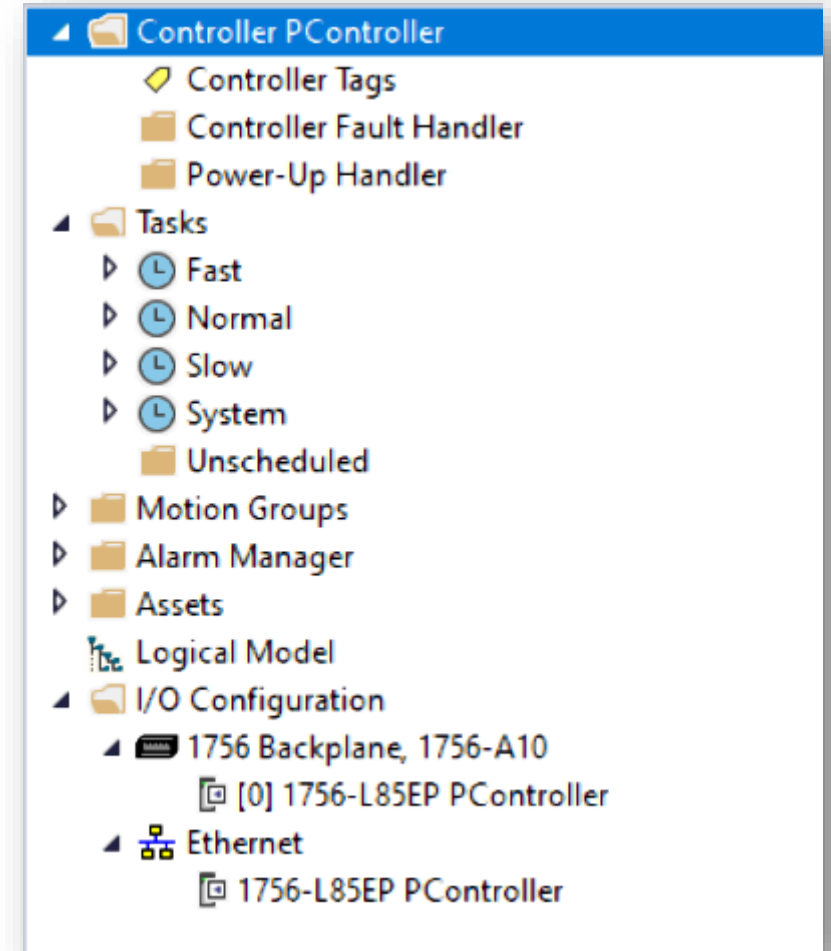 Controller PController
Controller Tags
Controller Fault Handler
Power-Up Handler
Tasks
Fast
Normal
Slow
System
Unscheduled
Motion Groups
Alarm Manager
Assets
Logical Model
I/O Configuration
1756 Backplane, 1756-A10
[0] 1756-L85EP PController
Ethernet
1756-L85EP PController